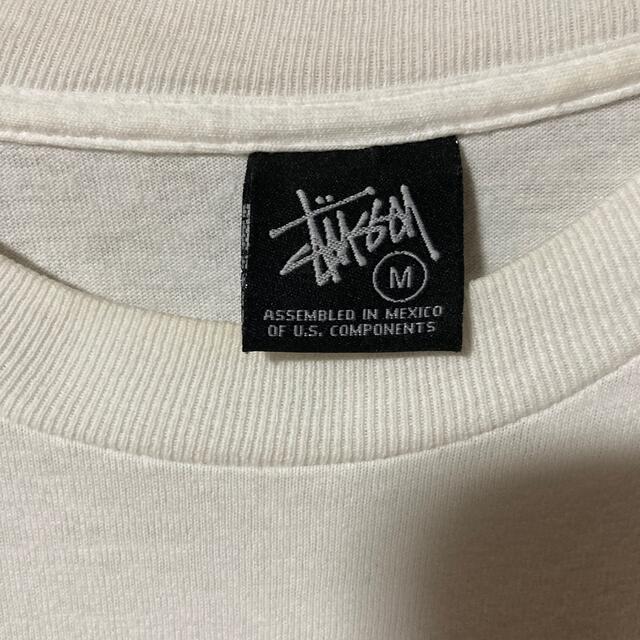 Stüssy
M
ASSEMBLED IN MEXICO
OF U.S. COMPONENTS